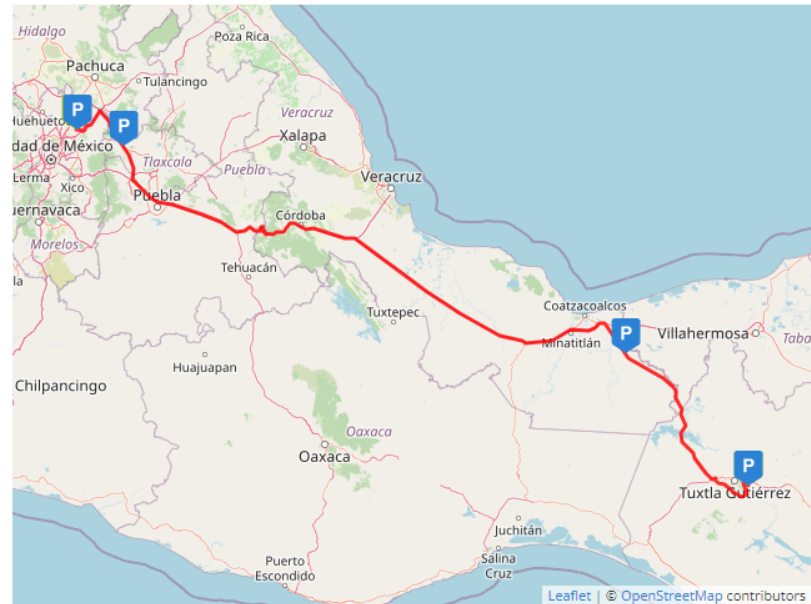 Hidalgo
Poza Rica
Pachuca
Tulancingo
P
Huehueto
P
dad de México
Veracruz
Xalapa
Lerma
Xico
Tlaxcala
Puebla
Veracruz
Puebla
uernavaca
Córdoba
Morelos
Tehuacán
la
Coatzacoalcos
Tuxtepec
P
Minatitlán
Villahermosa
Taba
Huajuapan
Chilpancingo
Oaxaca
Oaxaca
P
Tuxtla Gutiérrez
Juchitán
Salina
Cruz
Puerto
Escondido
Leaflet | © OpenStreetMap contributors